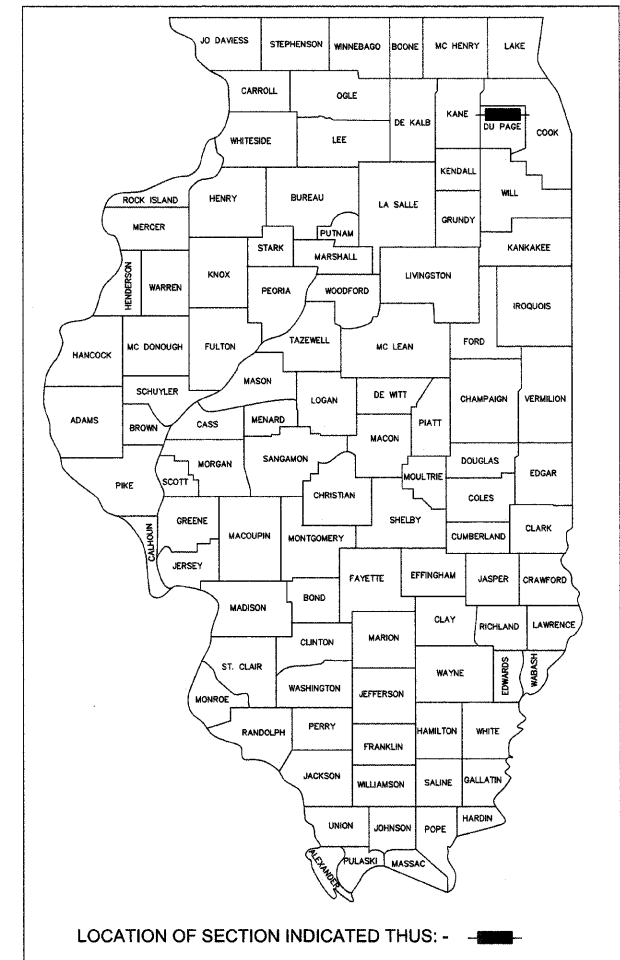 JO DAVIESS STEPHENSON WINNEBAGO BOONE MC HENRY LAKE
CARROLL OGLE
DE KALB KANE DU PAGE COOK
WHITESIDE LEE
KENDALL
ROCK ISLAND HENRY BUREAU LA SALLE WILL
MERCER PUTNAM GRUNDY
STARK MARSHALL KANKAKEE
HENDERSON WARREN KNOX LIVINGSTON
PEORIA WOODFORD IROQUOIS
HANCOCK MC DONOUGH FULTON TAZEWELL MC LEAN FORD
MASON
SCHUYLER LOGAN DE WITT CHAMPAIGN VERMILION
ADAMS BROWN CASS MENARD PIATT
MACON
SANGAMON DOUGLAS
MORGAN MOULTRIE EDGAR
PIKE SCOTT CHRISTIAN COLES
SHELBY
GREENE MACOUPIN MONTGOMERY CUMBERLAND CLARK
CALHOUN
JERSEY FAYETTE EFFINGHAM JASPER CRAWFORD
MADISON BOND
CLAY RICHLAND LAWRENCE
CLINTON MARION
ST. CLAIR WAYNE EDWARDS WABASH
WASHINGTON JEFFERSON
MONROE
RANDOLPH PERRY HAMILTON WHITE
FRANKLIN
JACKSON WILLIAMSON SALINE GALLATIN
UNION JOHNSON POPE HARDIN
ALEXANDER PULASKI MASSAC
LOCATION OF SECTION INDICATED THUS: -